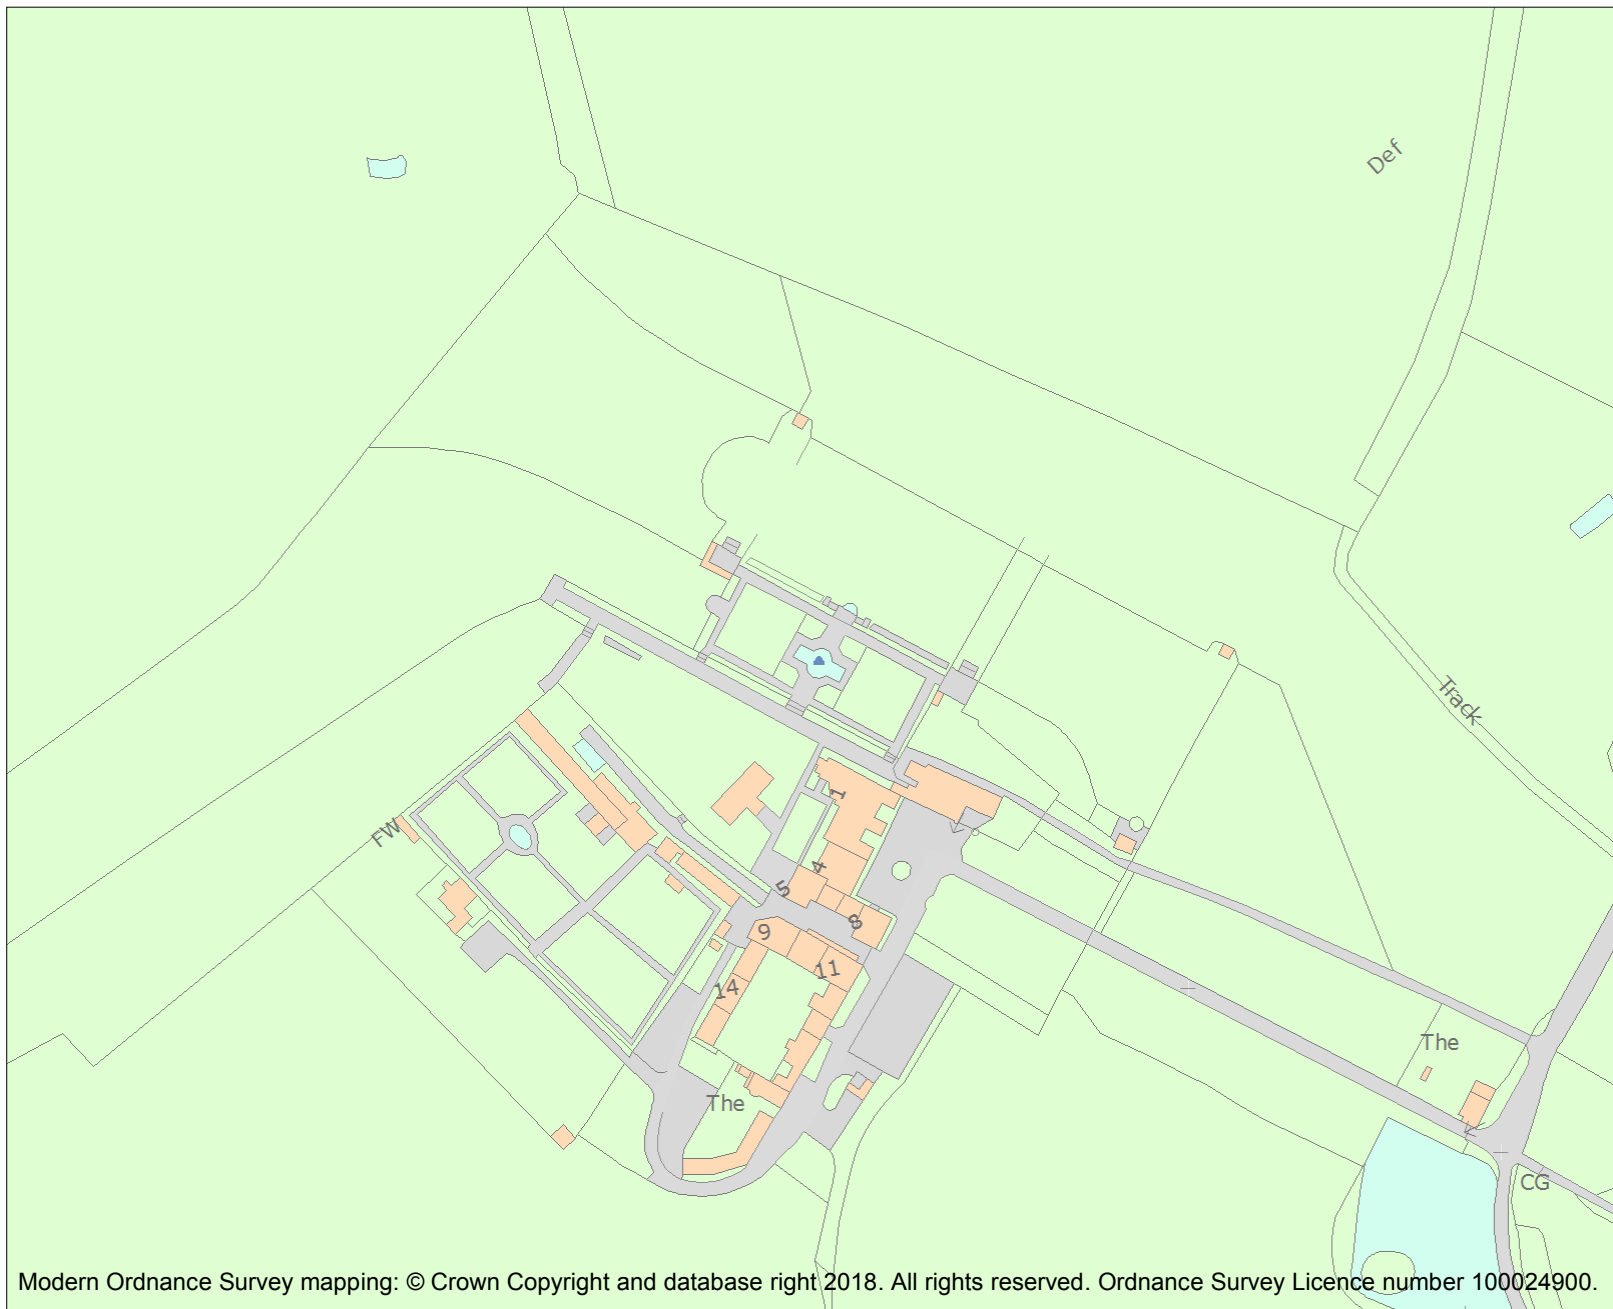 Def
Track
FW
1
4
5
8
9
11
14
The
The
CG
Modern Ordnance Survey mapping: © Crown Copyright and database right 2018. All rights reserved. Ordnance Survey Licence number 100024900.